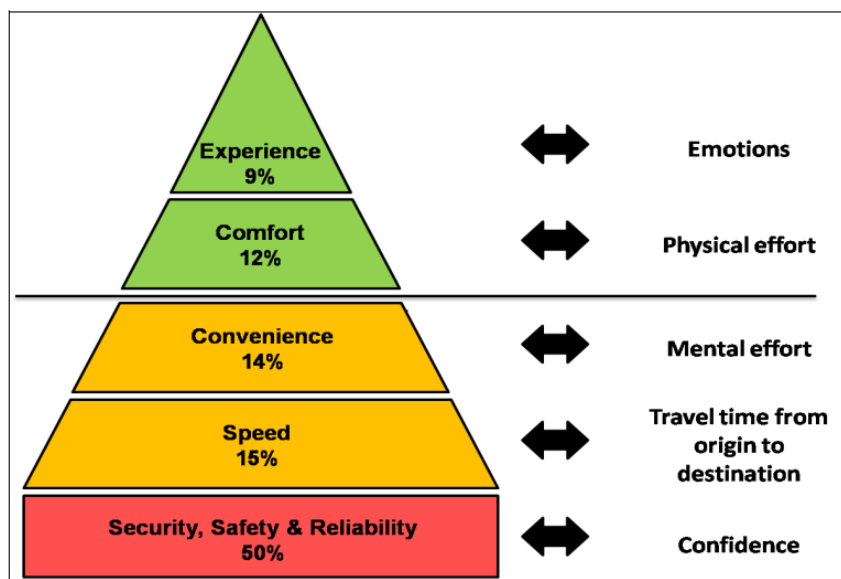 Experience
9%
Emotions
Comfort
12%
Physical effort
Convenience
14%
Mental effort
Speed
15%
Travel time from
origin to
destination
Security, Safety & Reliability
50%
Confidence